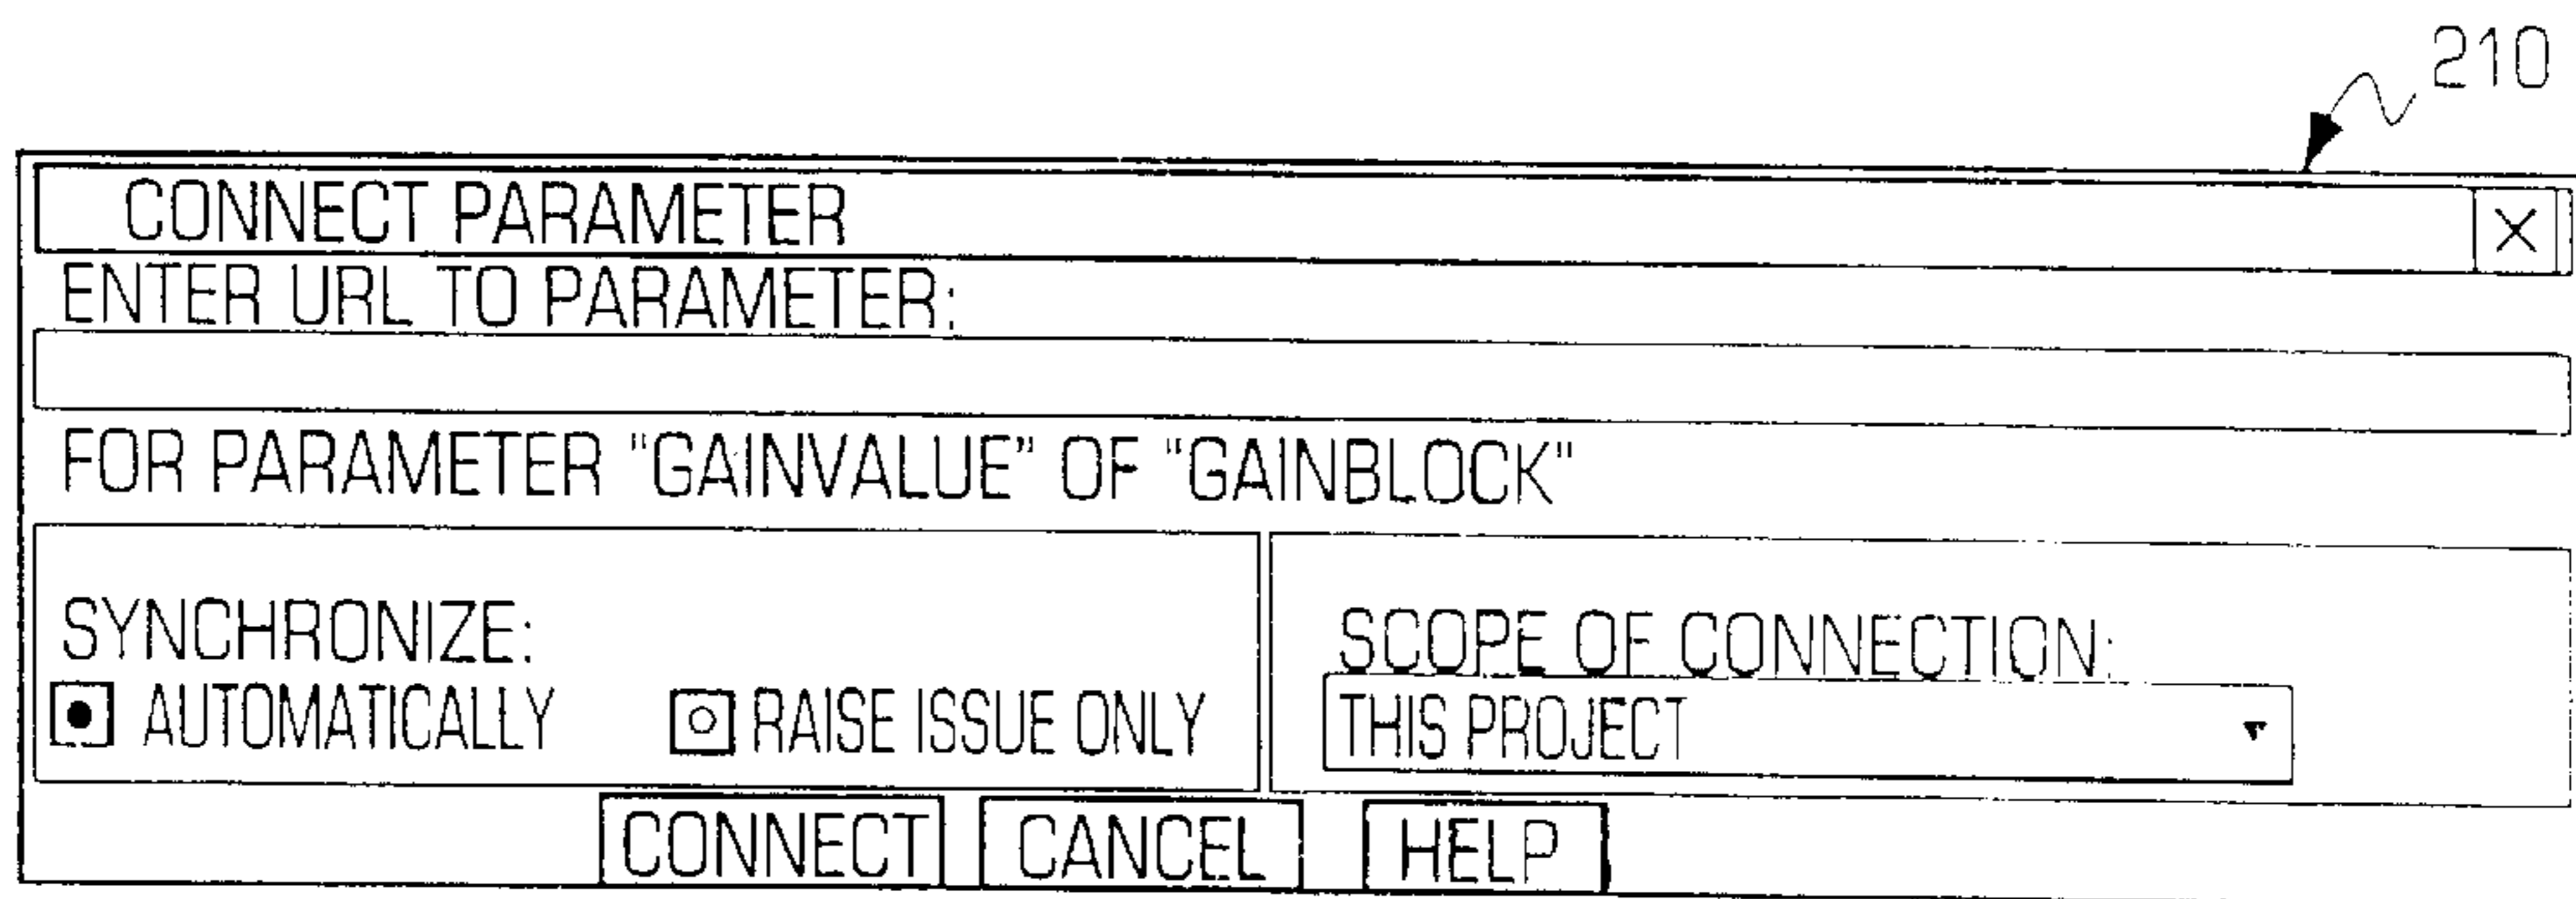 210
CONNECT PARAMETER X
ENTER URL TO PARAMETER:
FOR PARAMETER "GAINVALUE" OF "GAINBLOCK"
SYNCHRONIZE:
AUTOMATICALLY RAISE ISSUE ONLY
SCOPE OF CONNECTION:
THIS PROJECT
CONNECT CANCEL HELP